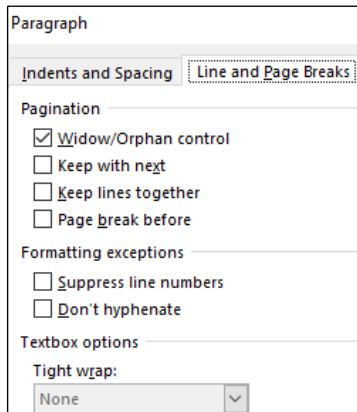 Paragraph
Indents and Spacing
Line and Page Breaks
Pagination
Widow/Orphan control
Keep with next
Keep lines together
Page break before
Formatting exceptions
Suppress line numbers
Don't hyphenate
Textbox options
Tight wrap:
None